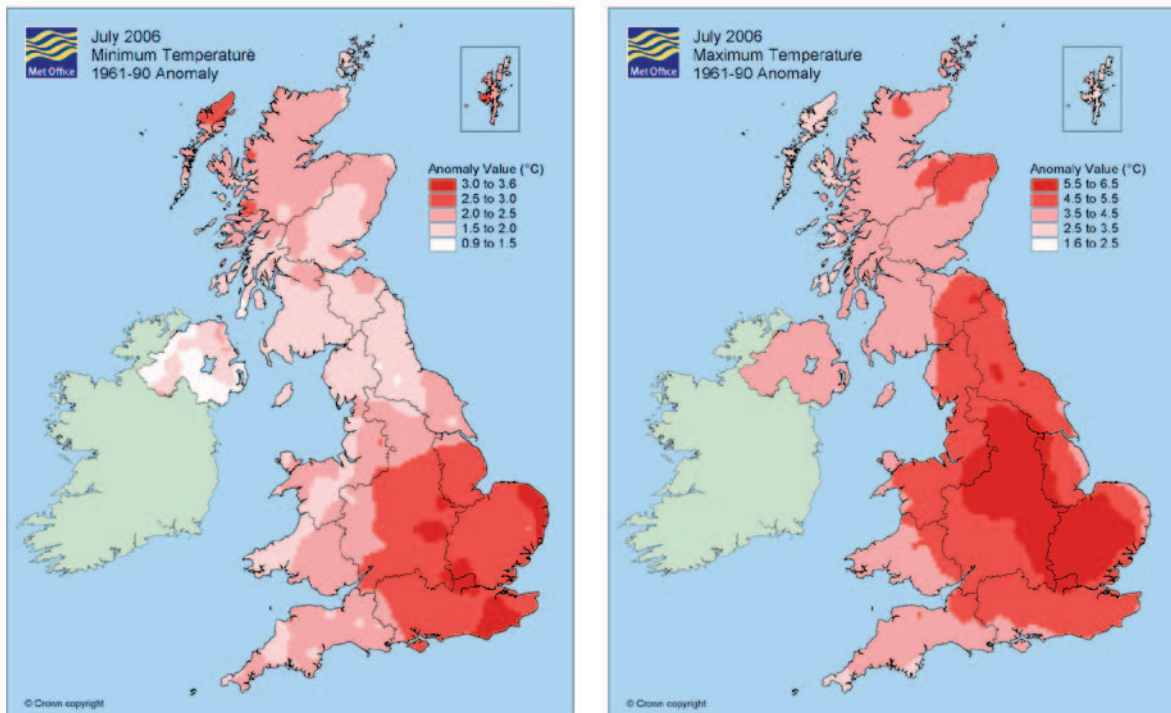 July 2006
Minimum Temperature
1961-90 Anomaly
Met Office
Anomaly Value (°C)
3.0 to 3.6
2.5 to 3.0
2.0 to 2.5
1.5 to 2.0
0.9 to 1.5
© Crown copyright
July 2006
Maximum Temperature
1961-90 Anomaly
Met Office
Anomaly Value (°C)
5.5 to 6.5
4.5 to 5.5
3.5 to 4.5
2.5 to 3.5
1.6 to 2.5
© Crown copyright